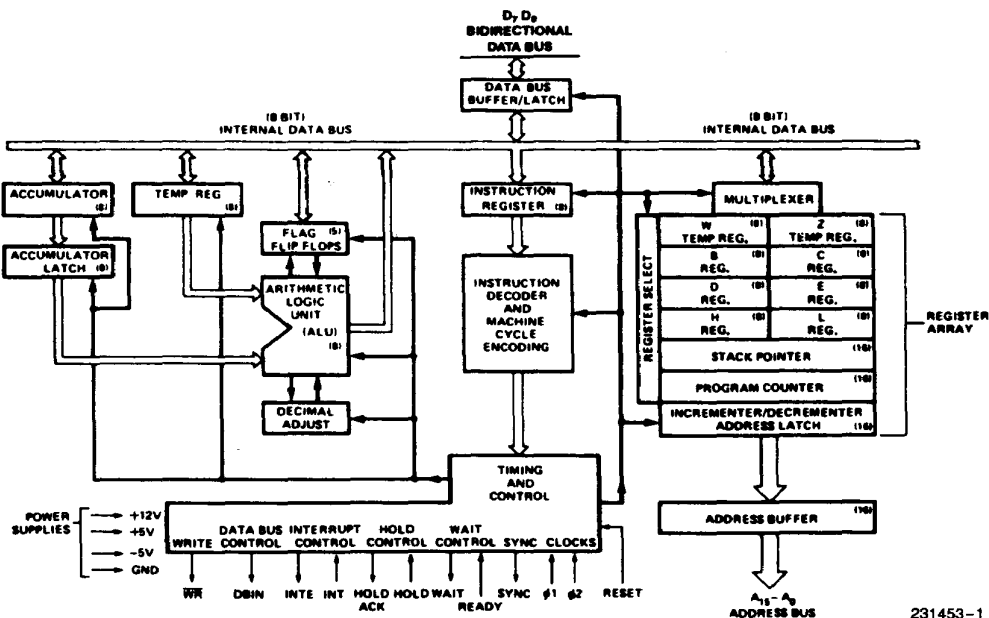 D7 D0
BIDIRECTIONAL
DATA BUS
DATA BUS
BUFFER/LATCH
(8 BIT)
INTERNAL DATA BUS
(8 BIT)
INTERNAL DATA BUS
ACCUMULATOR
(8)
TEMP REG
(8)
INSTRUCTION
REGISTER (8)
MULTIPLEXER
FLAG (5)
FLIP FLOPS
ACCUMULATOR
LATCH (8)
ARITHMETIC
LOGIC
UNIT
(ALU)
(8)
DECIMAL
ADJUST
INSTRUCTION
DECODER
AND
MACHINE
CYCLE
ENCODING
REGISTER SELECT
W (8)
TEMP REG.
Z (8)
TEMP REG.
B (8)
REG.
C (8)
REG.
D (8)
REG.
E (8)
REG.
H (8)
REG.
L (8)
REG.
STACK POINTER (16)
PROGRAM COUNTER (16)
INCREMENTER/DECREMENTER
ADDRESS LATCH (16)
REGISTER
ARRAY
TIMING
AND
CONTROL
POWER
SUPPLIES
+12V
+5V
-5V
GND
WRITE
DATA BUS
CONTROL
INTERRUPT
CONTROL
HOLD
CONTROL
WAIT
CONTROL
SYNC
CLOCKS
W̅R̅
DBIN
INTE
INT
HOLD
ACK
HOLD
WAIT
READY
SYNC
ϕ1
ϕ2
RESET
ADDRESS BUFFER (16)
A15 – A0
ADDRESS BUS
231453–1